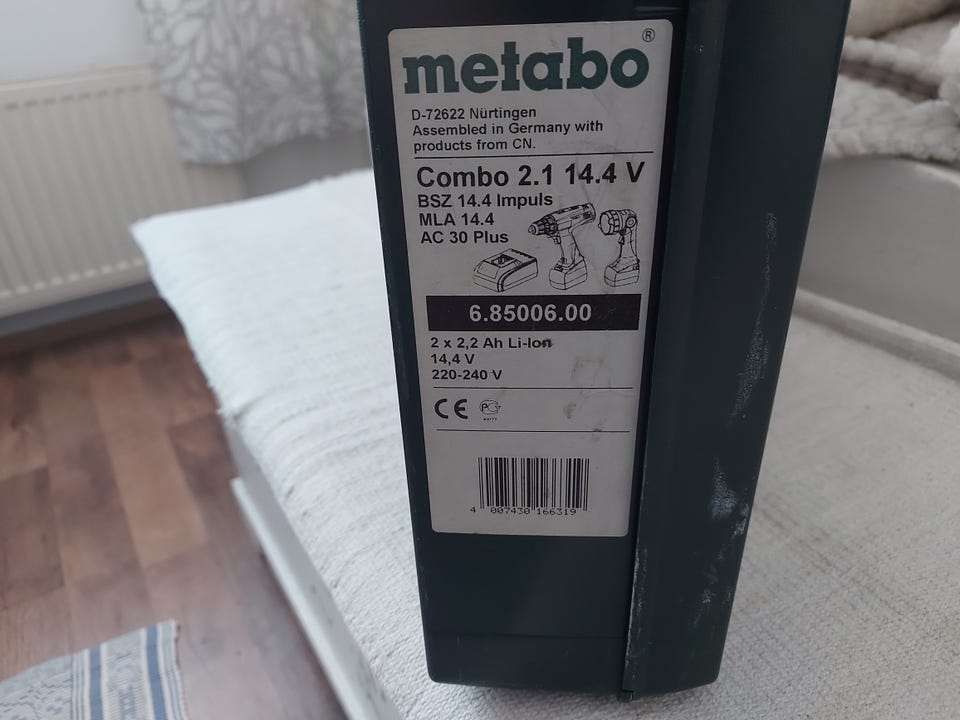 metabo®
D-72622 Nürtingen
Assembled in Germany with
products from CN.
Combo 2.1 14.4 V
BSZ 14.4 Impuls
MLA 14.4
AC 30 Plus
6.85006.00
2 x 2,2 Ah Li-Ion
14,4 V
220-240 V
CE
4 007430 166319